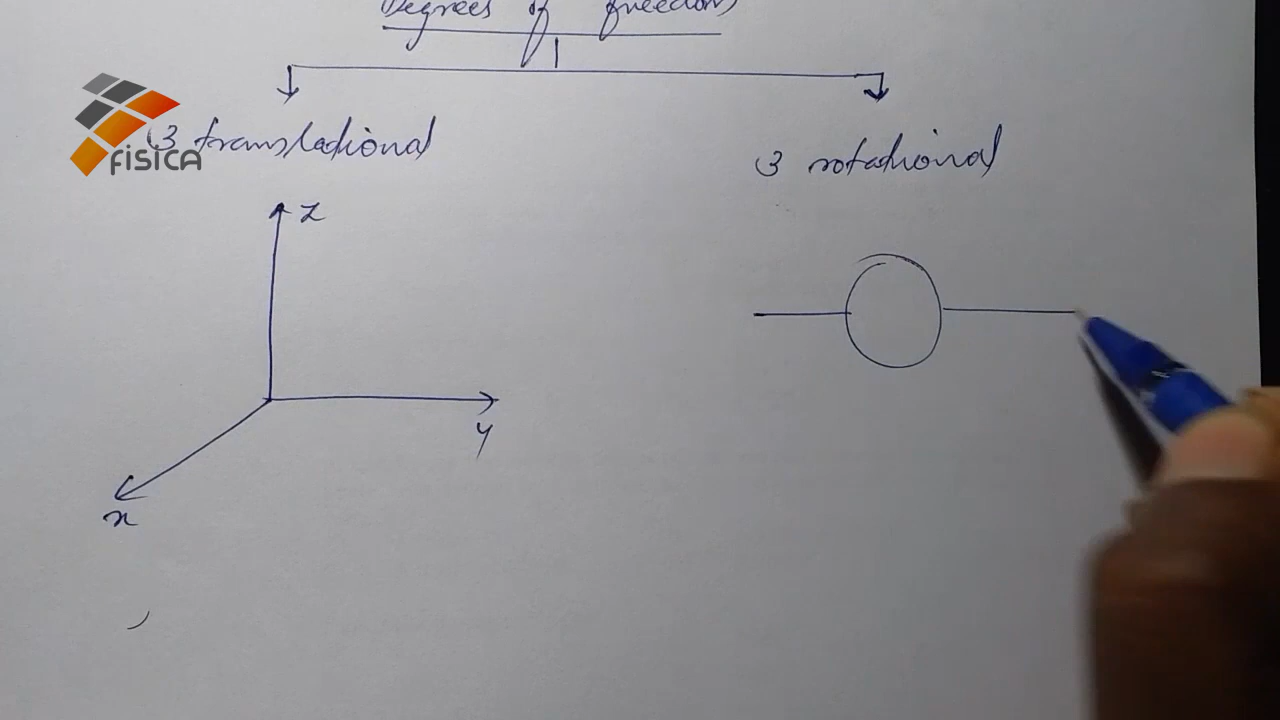 Degrees of freedom
3 translational
3 rotational
FISICA
z
y
x